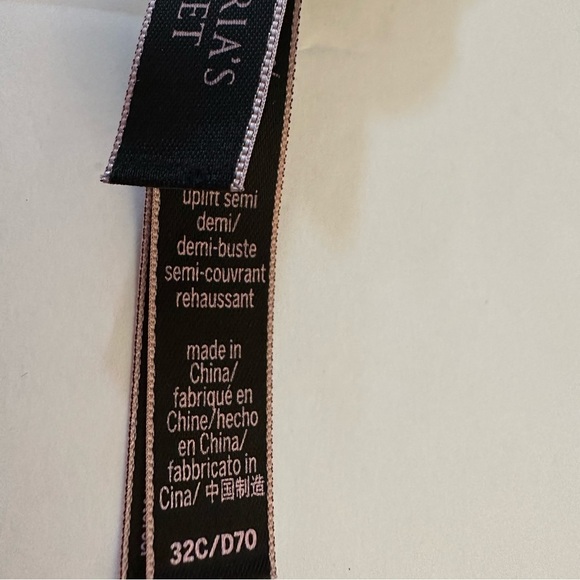 RIA'S
ET
uplift semi
demi/
demi-buste
semi-couvrant
rehaussant
made in
China/
fabriqué en
Chine/hecho
en China/
fabbricato in
Cina/ 中国制造
32C/D70